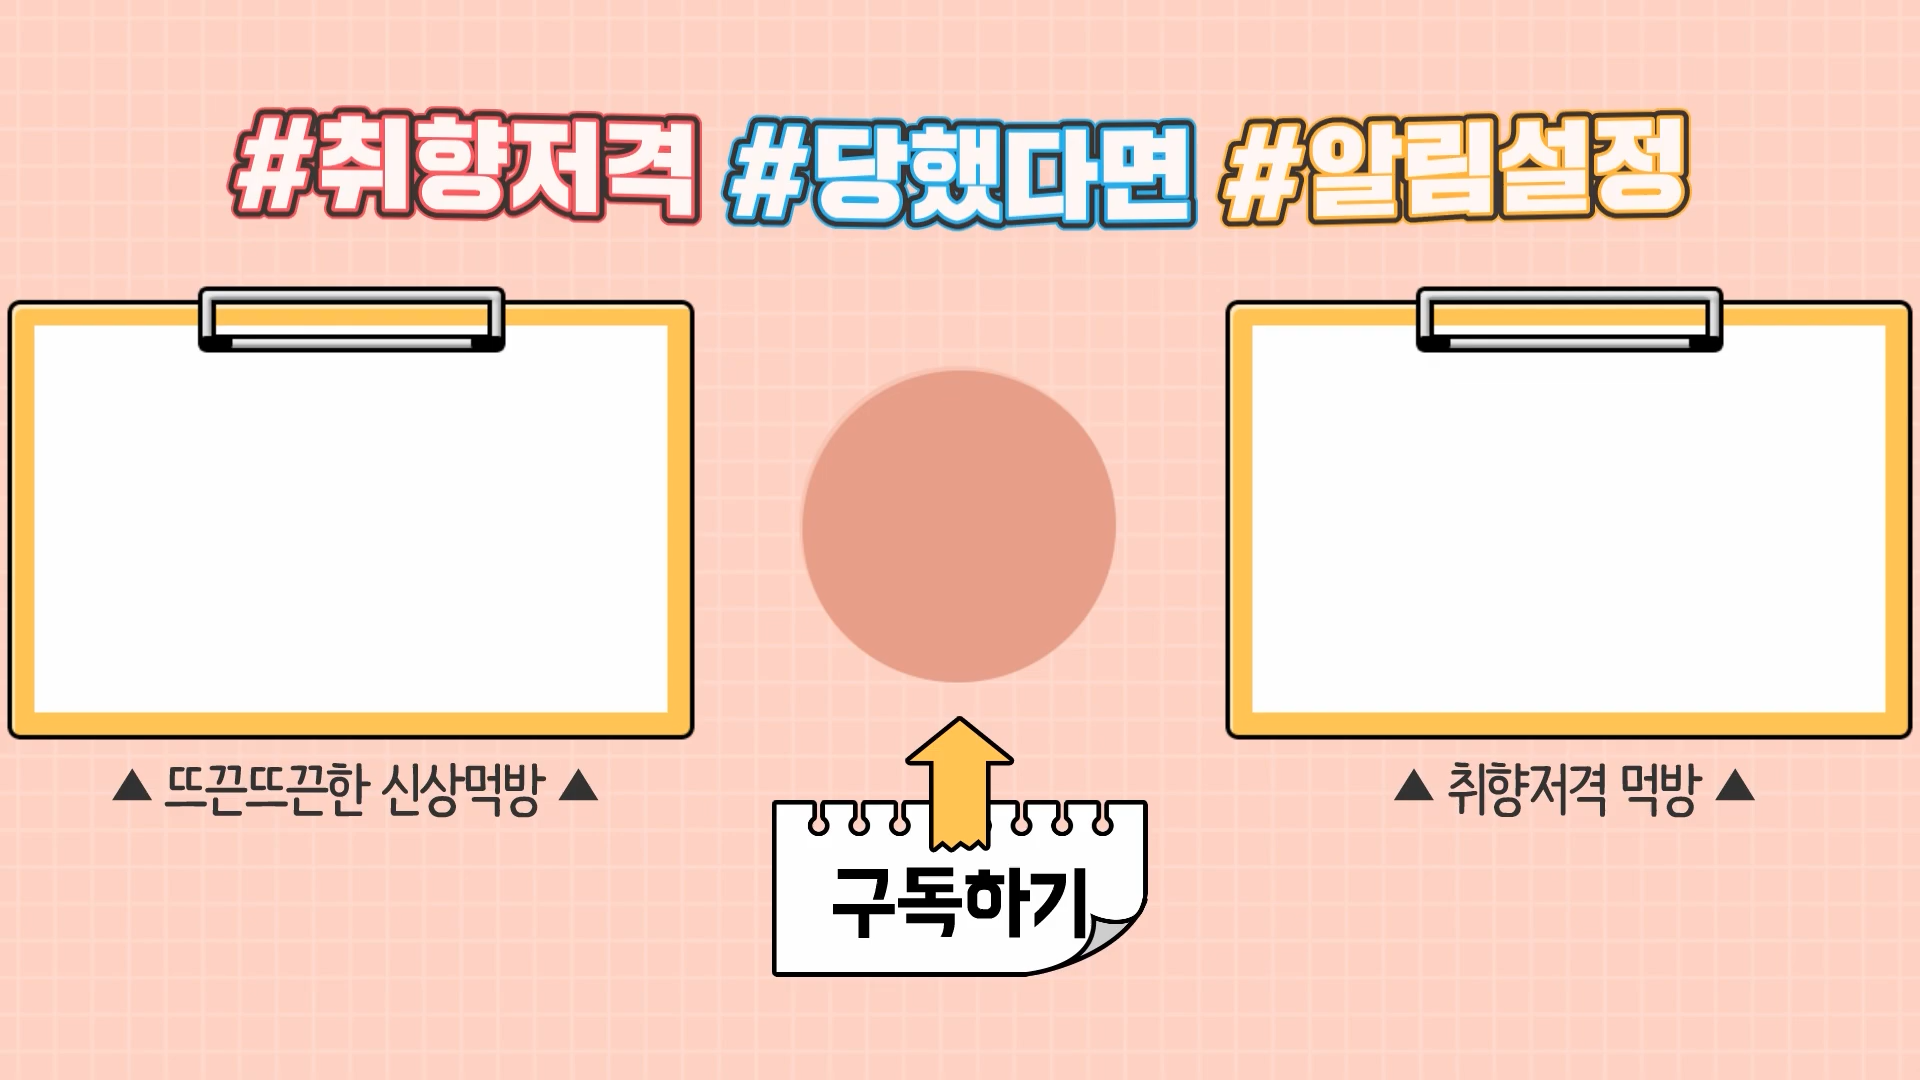 #취향저격 #당했다면 #알림설정
▲ 뜨끈뜨끈한 신상먹방 ▲
▲ 취향저격 먹방 ▲
구독하기